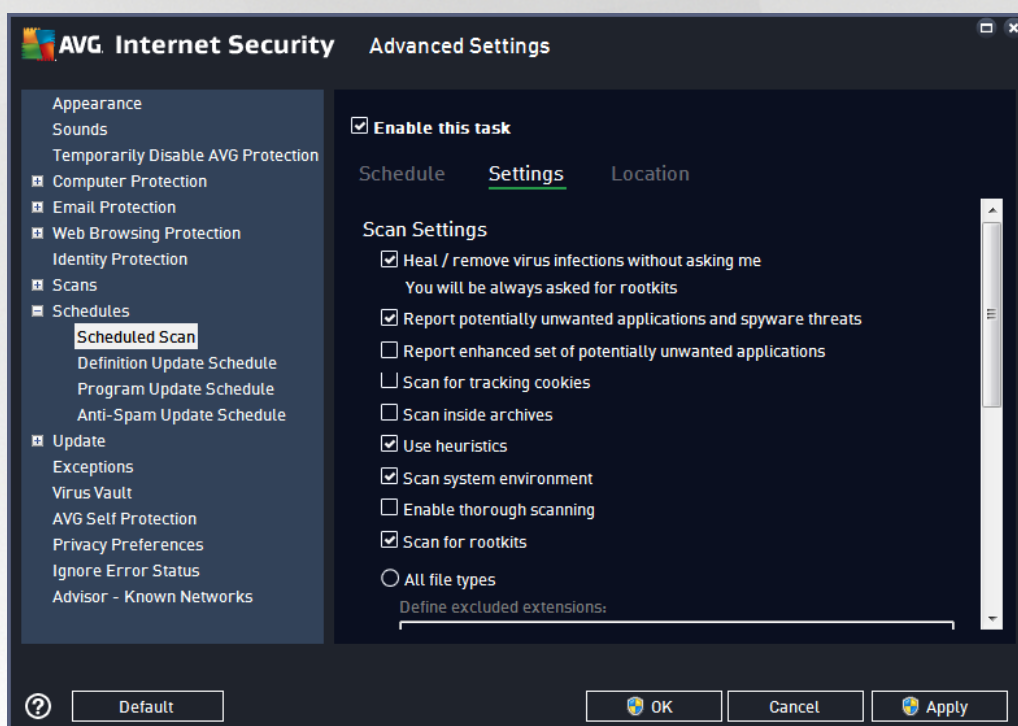 AVG. Internet Security Advanced Settings
Appearance
Sounds
Temporarily Disable AVG Protection
Computer Protection
Email Protection
Web Browsing Protection
Identity Protection
Scans
Schedules
Scheduled Scan
Definition Update Schedule
Program Update Schedule
Anti-Spam Update Schedule
Update
Exceptions
Virus Vault
AVG Self Protection
Privacy Preferences
Ignore Error Status
Advisor - Known Networks
Enable this task
Schedule Settings Location
Scan Settings
Heal / remove virus infections without asking me
You will be always asked for rootkits
Report potentially unwanted applications and spyware threats
Report enhanced set of potentially unwanted applications
Scan for tracking cookies
Scan inside archives
Use heuristics
Scan system environment
Enable thorough scanning
Scan for rootkits
All file types
Define excluded extensions:
? Default OK Cancel Apply